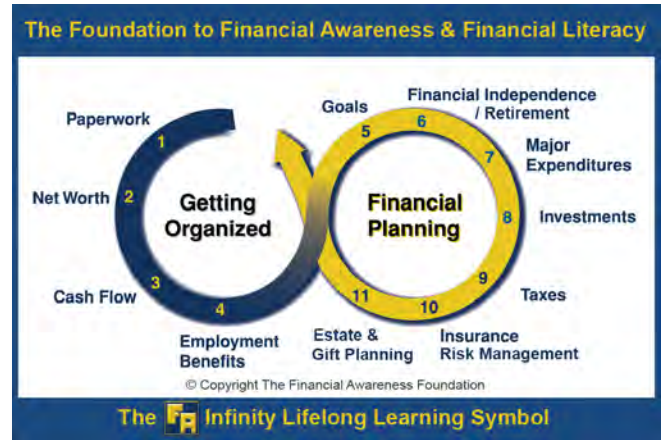 The Foundation to Financial Awareness & Financial Literacy
Paperwork
1
Net Worth
2
Cash Flow
3
Employment
Benefits
4
Getting
Organized
Goals
5
Financial Independence
/ Retirement
6
Major
Expenditures
7
Investments
8
Taxes
9
Insurance
Risk Management
10
Estate &
Gift Planning
11
Financial
Planning
© Copyright The Financial Awareness Foundation
The FA Infinity Lifelong Learning Symbol